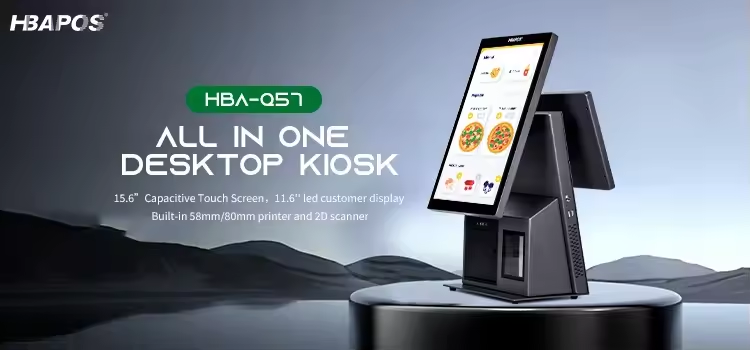 HBAPOS®
HBA-Q57
ALL IN ONE
DESKTOP KIOSK
15.6” Capacitive Touch Screen，11.6'' led customer display
Built-in 58mm/80mm printer and 2D scanner
HBAPOS